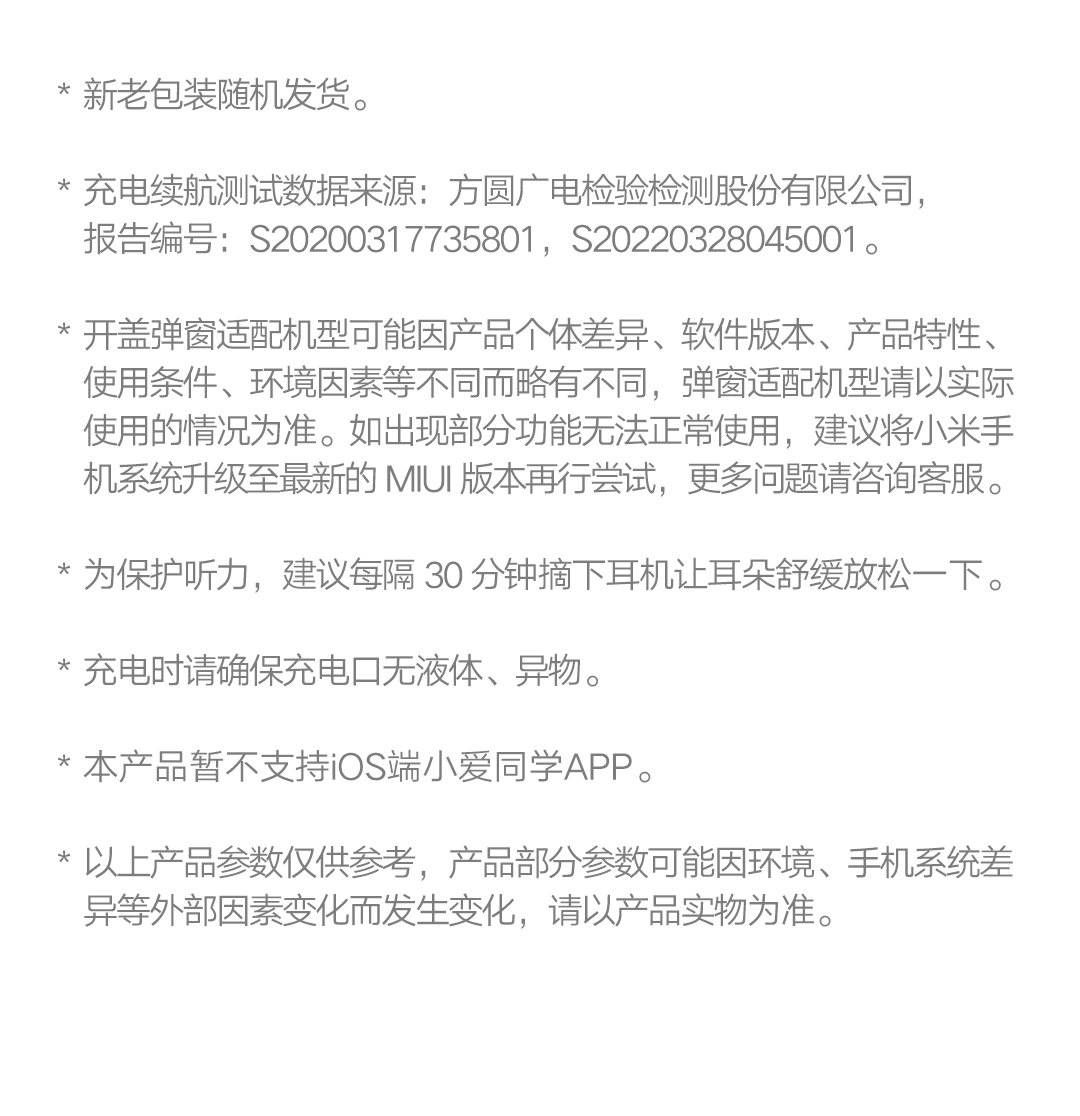 * 新老包装随机发货。
* 充电续航测试数据来源：方圆广电检验检测股份有限公司，
报告编号：S20200317735801，S20220328045001。
* 开盖弹窗适配机型可能因产品个体差异、软件版本、产品特性、
使用条件、环境因素等不同而略有不同，弹窗适配机型请以实际
使用的情况为准。如出现部分功能无法正常使用，建议将小米手
机系统升级至最新的 MIUI 版本再行尝试，更多问题请咨询客服。
* 为保护听力，建议每隔 30 分钟摘下耳机让耳朵舒缓放松一下。
* 充电时请确保充电口无液体、异物。
* 本产品暂不支持iOS端小爱同学APP。
* 以上产品参数仅供参考，产品部分参数可能因环境、手机系统差
异等外部因素变化而发生变化，请以产品实物为准。